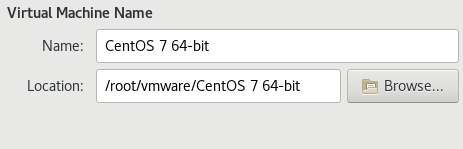 Virtual Machine Name
Name: CentOS 7 64-bit
Location: /root/vmware/CentOS 7 64-bit Browse...